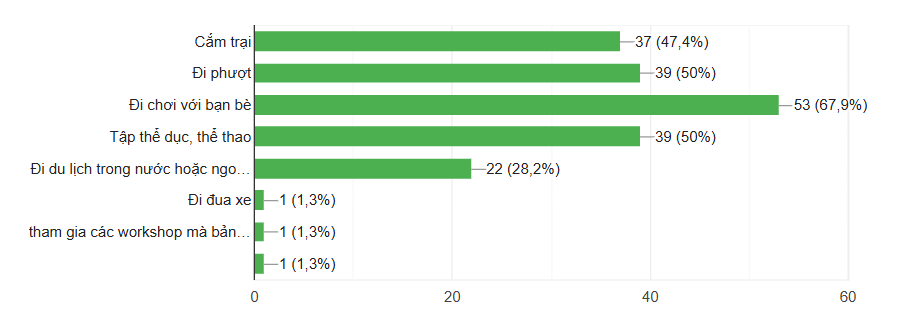 Cắm trại 37 (47,4%)
Đi phượt 39 (50%)
Đi chơi với bạn bè 53 (67,9%)
Tập thể dục, thể thao 39 (50%)
Đi du lịch trong nước hoặc ngo… 22 (28,2%)
Đi đua xe 1 (1,3%)
tham gia các workshop mà bản… 1 (1,3%)
1 (1,3%)
0 20 40 60